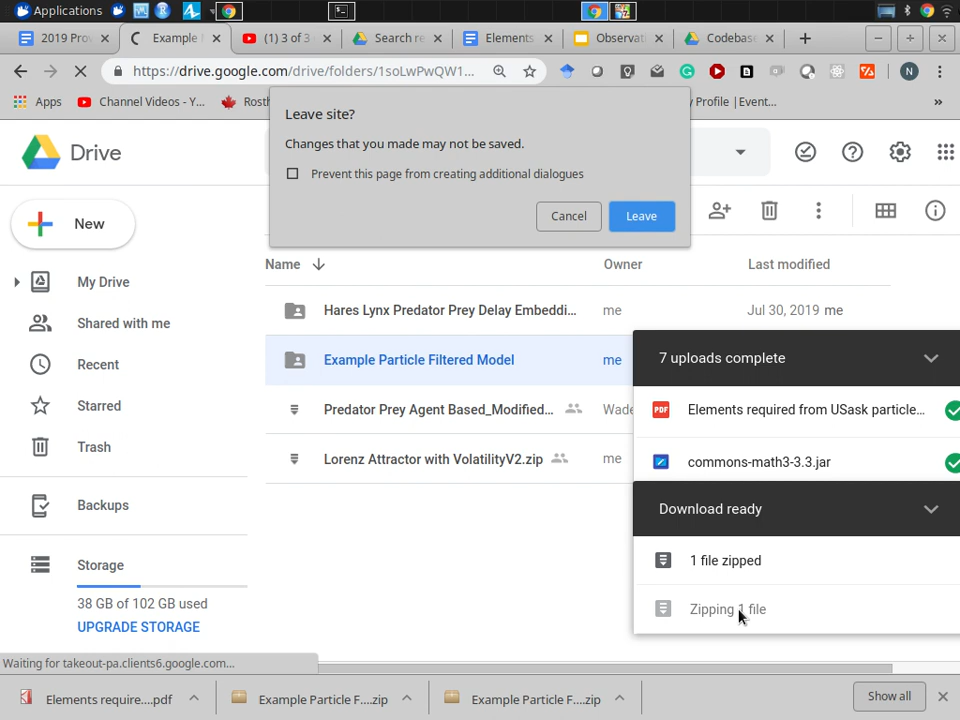 Applications
2019 Prov
Example
(1) 3 of 3
Search re
Elements
Observati
Codebas
https://drive.google.com/drive/folders/1soLwPwQW1...
N
Apps
Channel Videos - Y...
Rosth
y Profile |Event...
»
Leave site?
Changes that you made may not be saved.
Prevent this page from creating additional dialogues
Cancel
Leave
Drive
New
My Drive
Shared with me
Recent
Starred
Trash
Backups
Storage
38 GB of 102 GB used
UPGRADE STORAGE
Name
Owner
Last modified
Hares Lynx Predator Prey Delay Embeddi...
me
Jul 30, 2019 me
Example Particle Filtered Model
me
Predator Prey Agent Based_Modified...
Wade
Lorenz Attractor with VolatilityV2.zip
me
7 uploads complete
PDF
Elements required from USask particle...
commons-math3-3.3.jar
Download ready
1 file zipped
Zipping 1 file
Waiting for takeout-pa.clients6.google.com...
Elements require....pdf
Example Particle F....zip
Example Particle F....zip
Show all